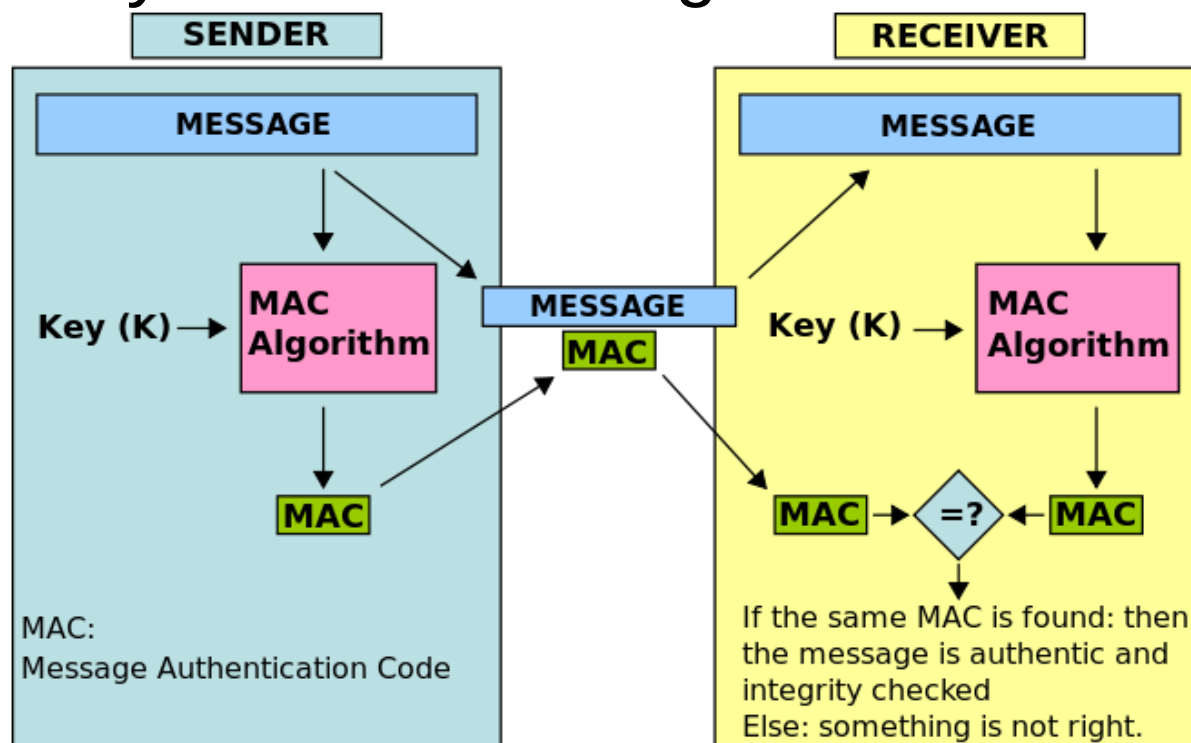 SENDER
MESSAGE
Key (K)
MAC
Algorithm
MAC
MAC:
Message Authentication Code
MESSAGE
MAC
RECEIVER
MESSAGE
Key (K)
MAC
Algorithm
MAC
=?
MAC
If the same MAC is found: then
the message is authentic and
integrity checked
Else: something is not right.